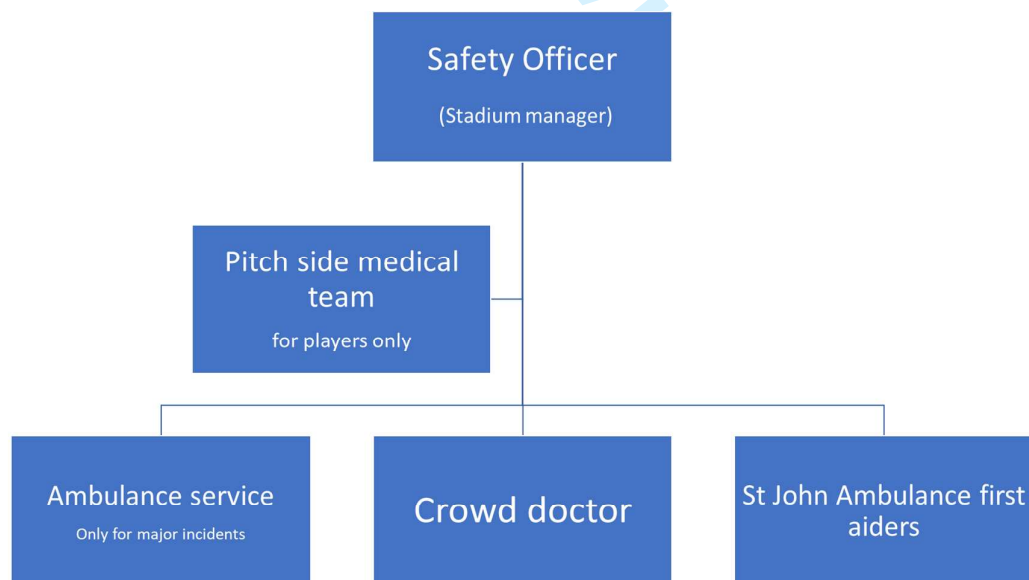 Safety Officer
(Stadium manager)
Pitch side medical
team
for players only
Ambulance service
Only for major incidents
Crowd doctor
St John Ambulance first
aiders